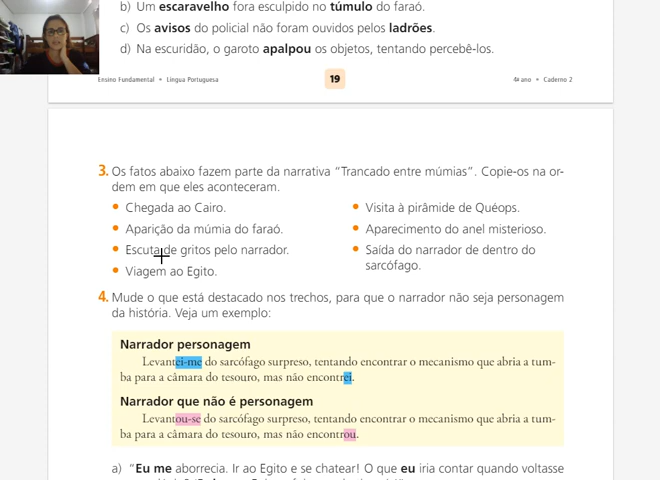 b) Um escaravelho fora esculpido no túmulo do faraó.
c) Os avisos do policial não foram ouvidos pelos ladrões.
d) Na escuridão, o garoto apalpou os objetos, tentando percebê-los.
Ensino Fundamental • Língua Portuguesa
19
4º ano • Caderno 2
3. Os fatos abaixo fazem parte da narrativa “Trancado entre múmias”. Copie-os na or-
dem em que eles aconteceram.
• Chegada ao Cairo.
• Aparição da múmia do faraó.
• Escuta de gritos pelo narrador.
• Viagem ao Egito.
• Visita à pirâmide de Quéops.
• Aparecimento do anel misterioso.
• Saída do narrador de dentro do
sarcófago.
4. Mude o que está destacado nos trechos, para que o narrador não seja personagem
da história. Veja um exemplo:
Narrador personagem
Levantei-me do sarcófago surpreso, tentando encontrar o mecanismo que abria a tum-
ba para a câmara do tesouro, mas não encontrei.
Narrador que não é personagem
Levantou-se do sarcófago surpreso, tentando encontrar o mecanismo que abria a tum-
ba para a câmara do tesouro, mas não encontrou.
a) “Eu me aborrecia. Ir ao Egito e se chatear! O que eu iria contar quando voltasse